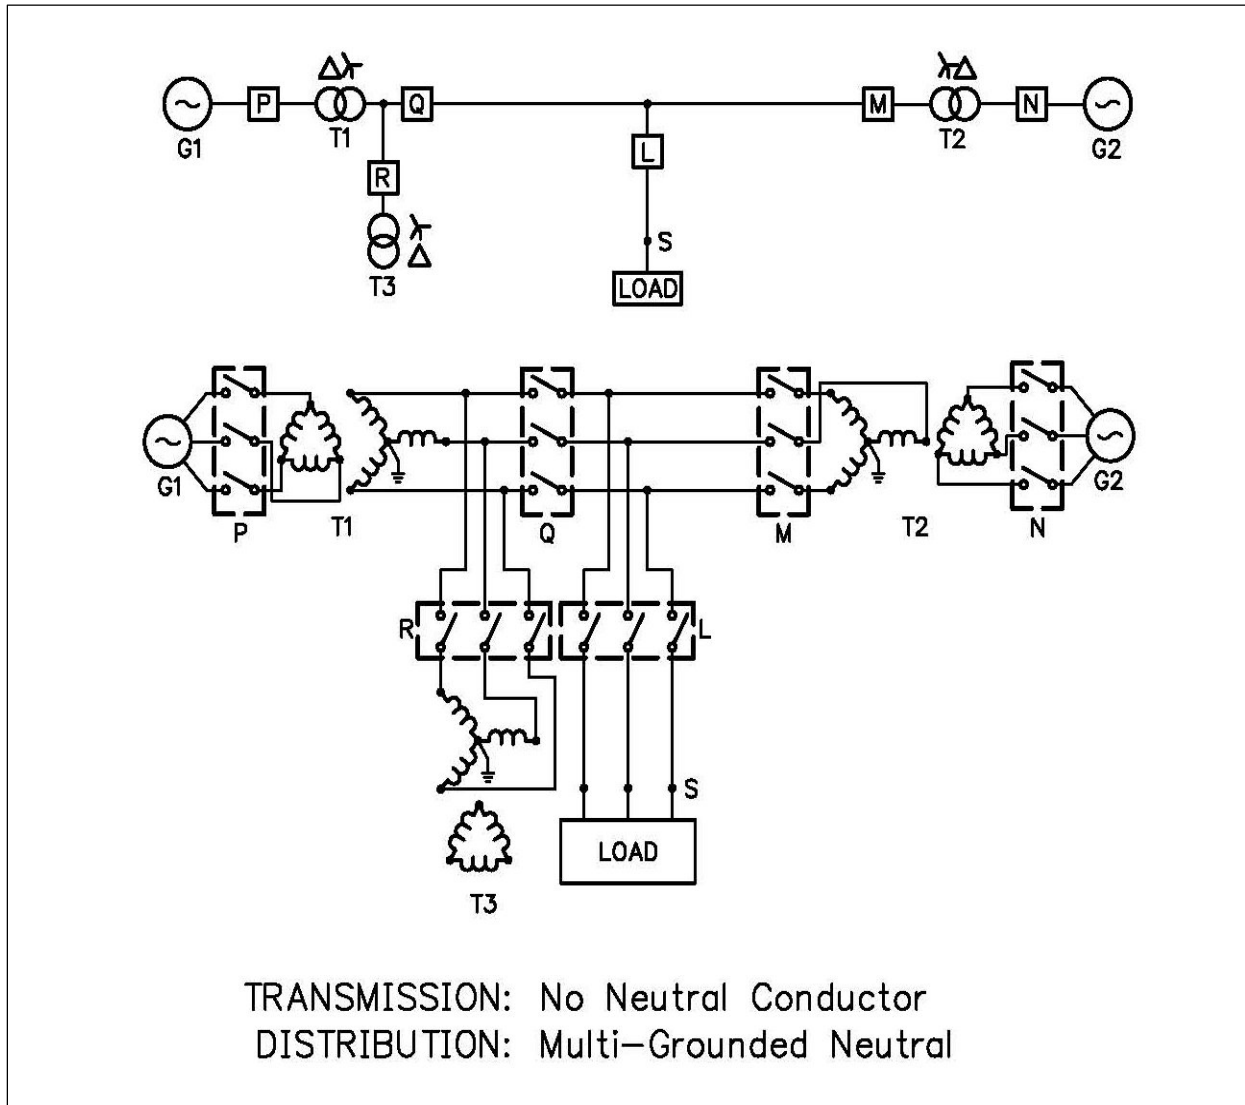 P
Q
M
N
G1
T1
L
T2
G2
R
S
T3
LOAD
G1
P
T1
Q
M
T2
N
G2
R
L
S
LOAD
T3
TRANSMISSION: No Neutral Conductor
DISTRIBUTION: Multi-Grounded Neutral